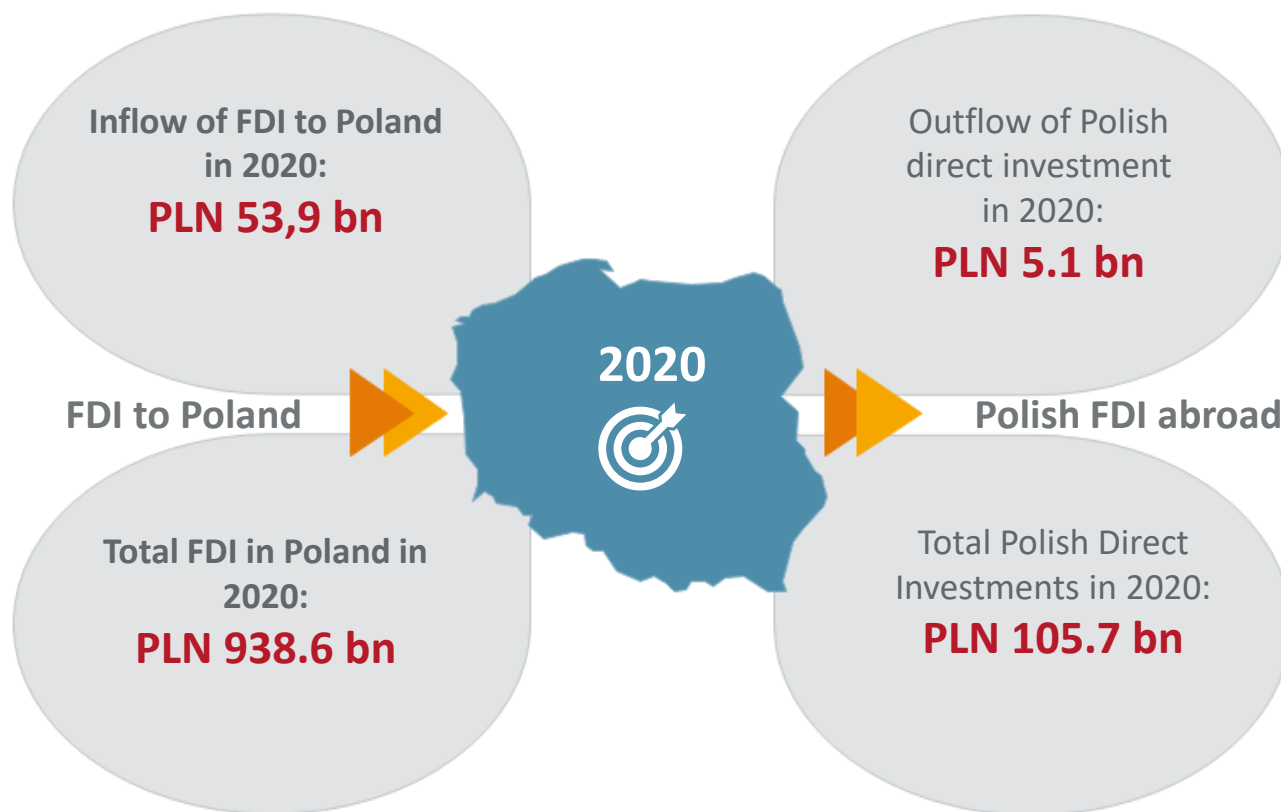 Inflow of FDI to Poland
in 2020:
PLN 53,9 bn
Outflow of Polish
direct investment
in 2020:
PLN 5.1 bn
2020
FDI to Poland
Polish FDI abroad
Total FDI in Poland in
2020:
PLN 938.6 bn
Total Polish Direct
Investments in 2020:
PLN 105.7 bn